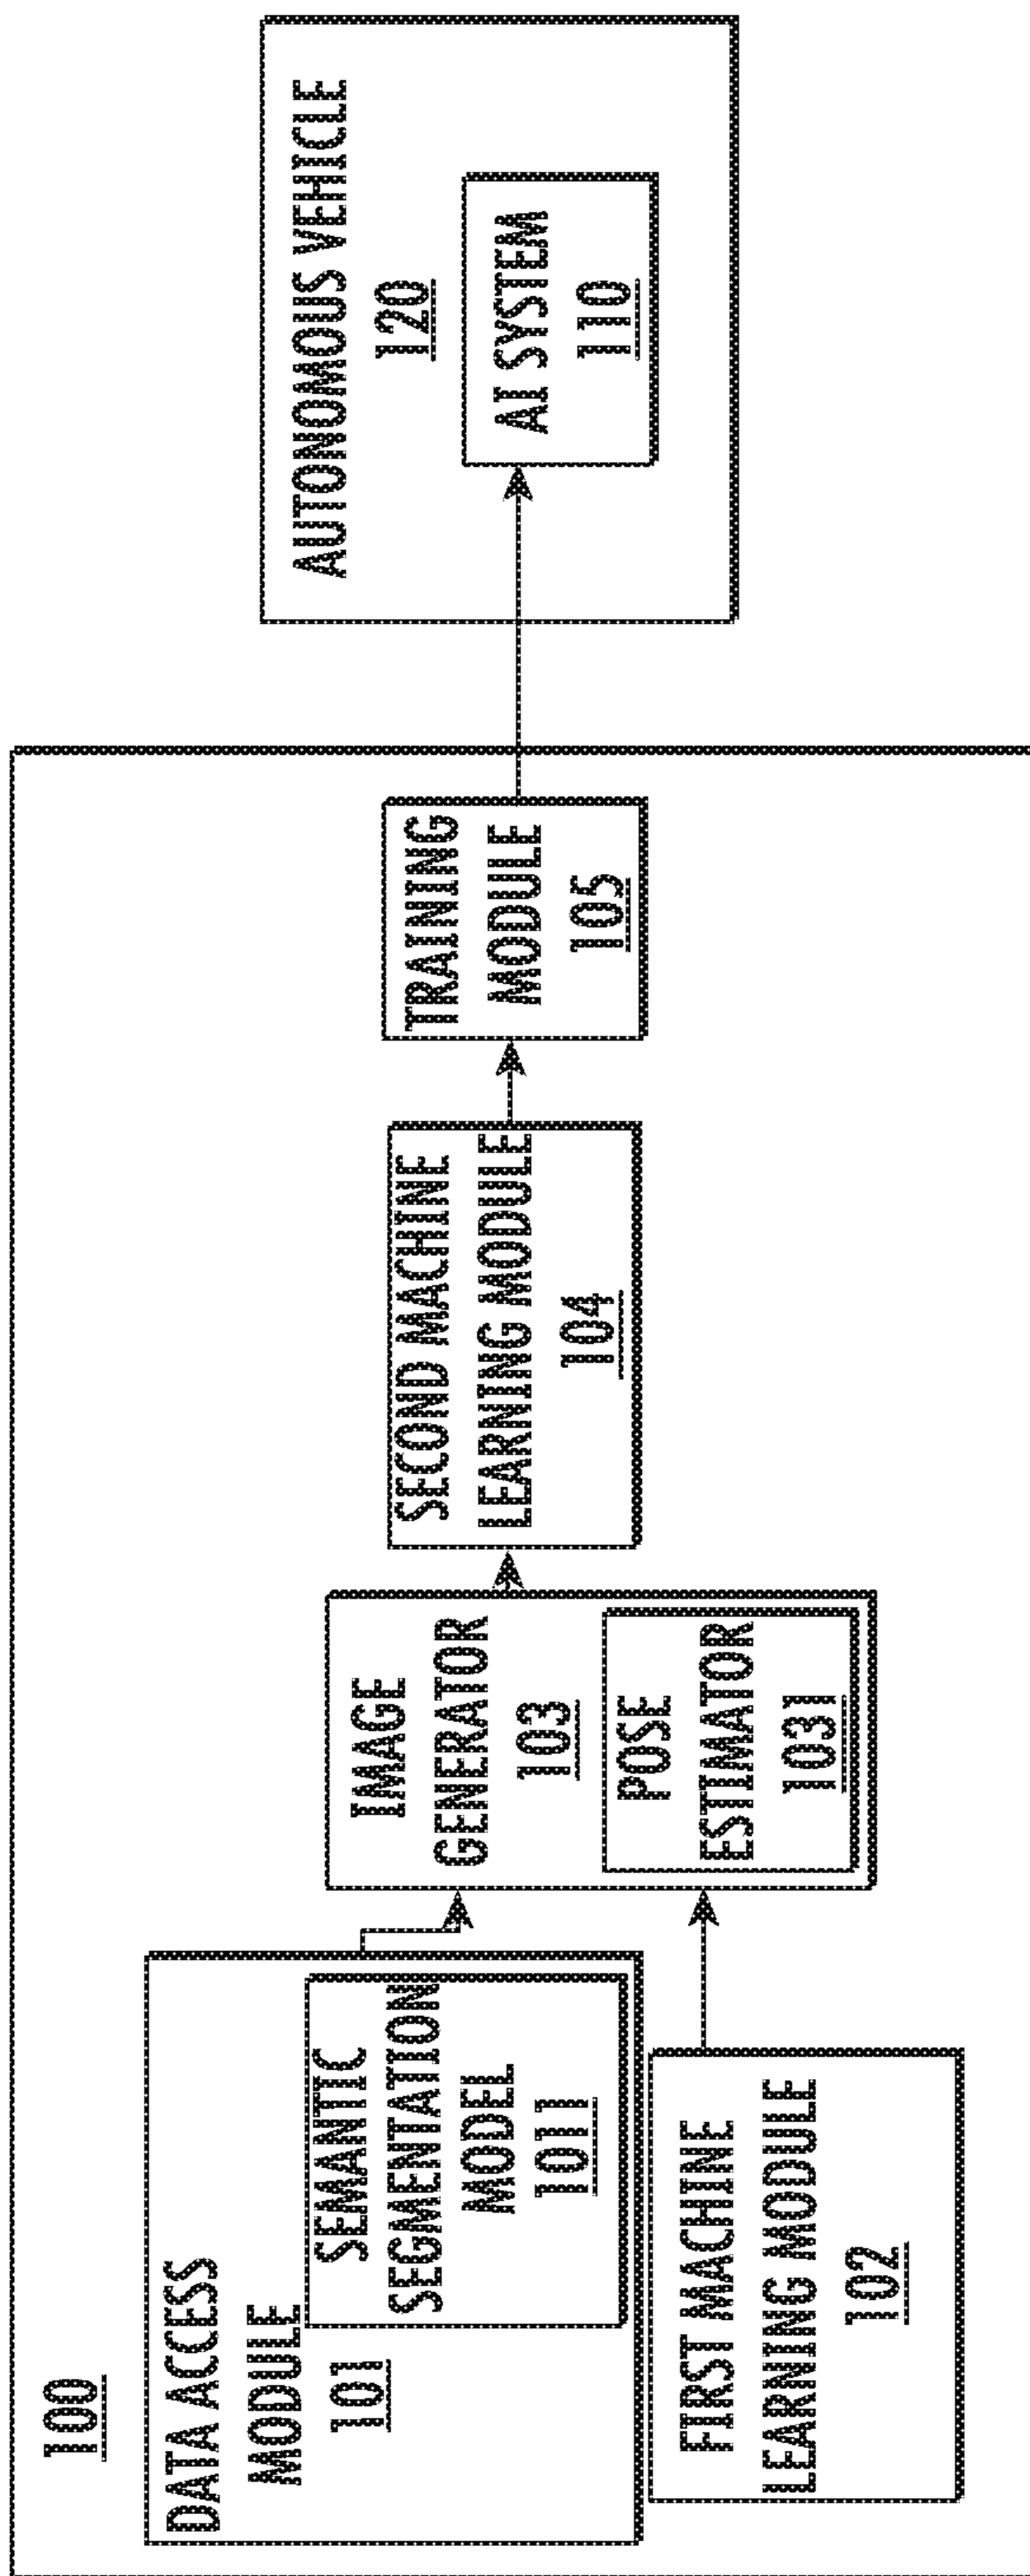 100
DATA ACCESS
MODULE
101
SEMANTIC
SEGMENTATION
MODEL
1011
FIRST MACHINE
LEARNING MODULE
102
IMAGE
GENERATOR
103
POSE
ESTIMATOR
1031
SECOND MACHINE
LEARNING MODULE
104
TRAINING
MODULE
105
AUTONOMOUS VEHICLE
120
AI SYSTEM
110